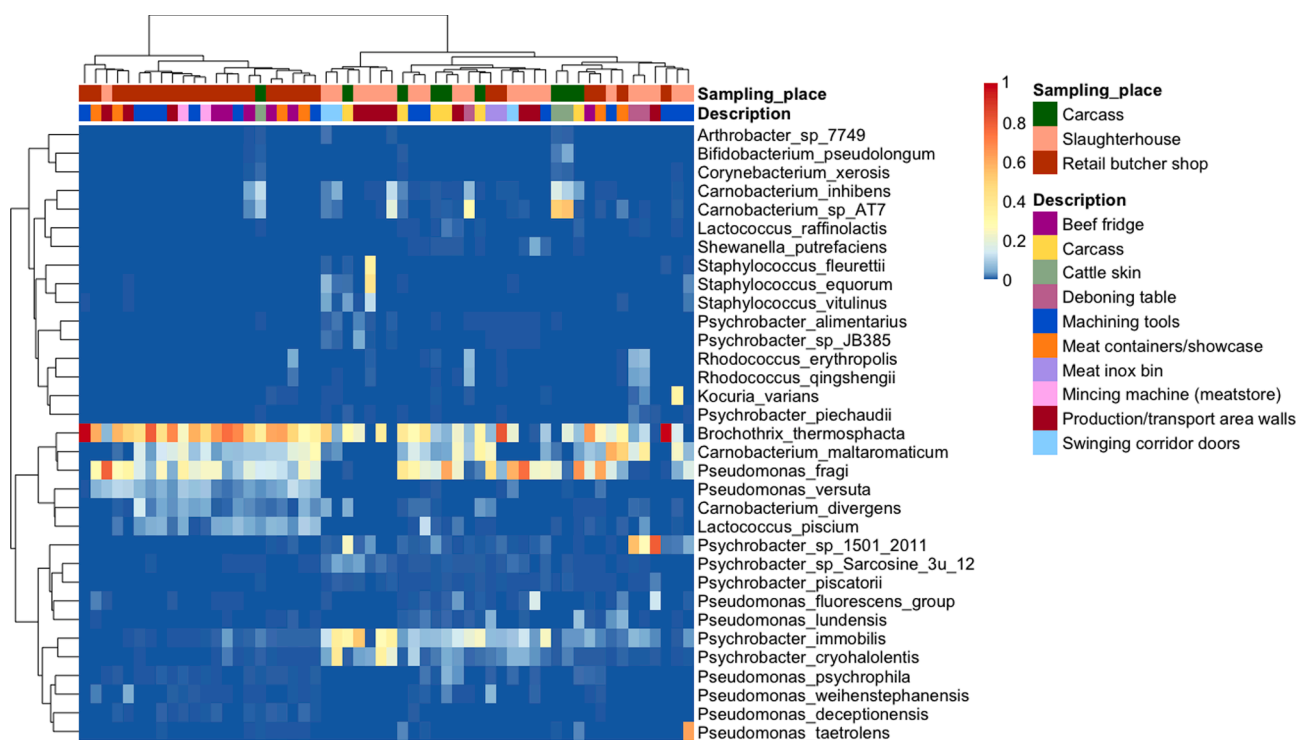 Sampling_place
Description
Arthrobacter_sp_7749
Bifidobacterium_pseudolongum
Corynebacterium_xerosis
Carnobacterium_inhibens
Carnobacterium_sp_AT7
Lactococcus_raffinolactis
Shewanella_putrefaciens
Staphylococcus_fleurettii
Staphylococcus_equorum
Staphylococcus_vitulinus
Psychrobacter_alimentarius
Psychrobacter_sp_JB385
Rhodococcus_erythropolis
Rhodococcus_qingshengii
Kocuria_varians
Psychrobacter_piechaudii
Brochothrix_thermosphacta
Carnobacterium_maltaromaticum
Pseudomonas_fragi
Pseudomonas_versuta
Carnobacterium_divergens
Lactococcus_piscium
Psychrobacter_sp_1501_2011
Psychrobacter_sp_Sarcosine_3u_12
Psychrobacter_piscatorii
Pseudomonas_fluorescens_group
Pseudomonas_lundensis
Psychrobacter_immobilis
Psychrobacter_cryohalolentis
Pseudomonas_psychrophila
Pseudomonas_weihenstephanensis
Pseudomonas_deceptionensis
Pseudomonas_taetrolens
1
0.8
0.6
0.4
0.2
0
Sampling_place
Carcass
Slaughterhouse
Retail butcher shop
Description
Beef fridge
Carcass
Cattle skin
Deboning table
Machining tools
Meat containers/showcase
Meat inox bin
Mincing machine (meatstore)
Production/transport area walls
Swinging corridor doors